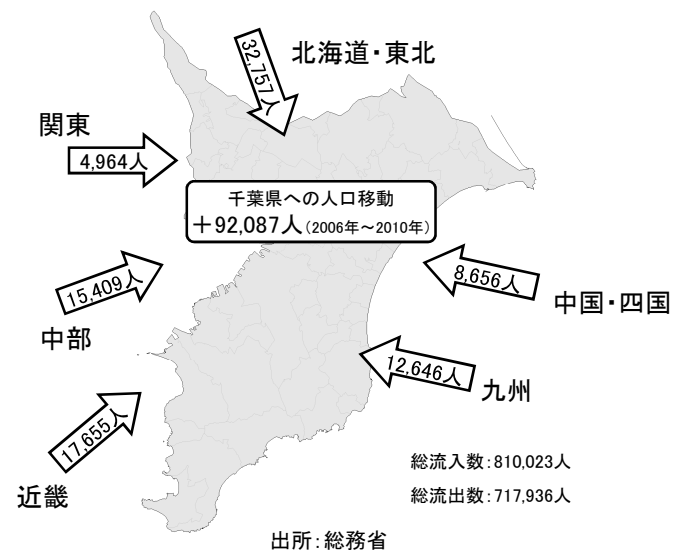 北海道・東北
32,757人
関東
4,964人
千葉県への人口移動
＋92,087人（2006年～2010年）
15,409人
中部
8,656人
中国・四国
12,646人
九州
17,655人
近畿
総流入数：810,023人
総流出数：717,936人
出所：総務省